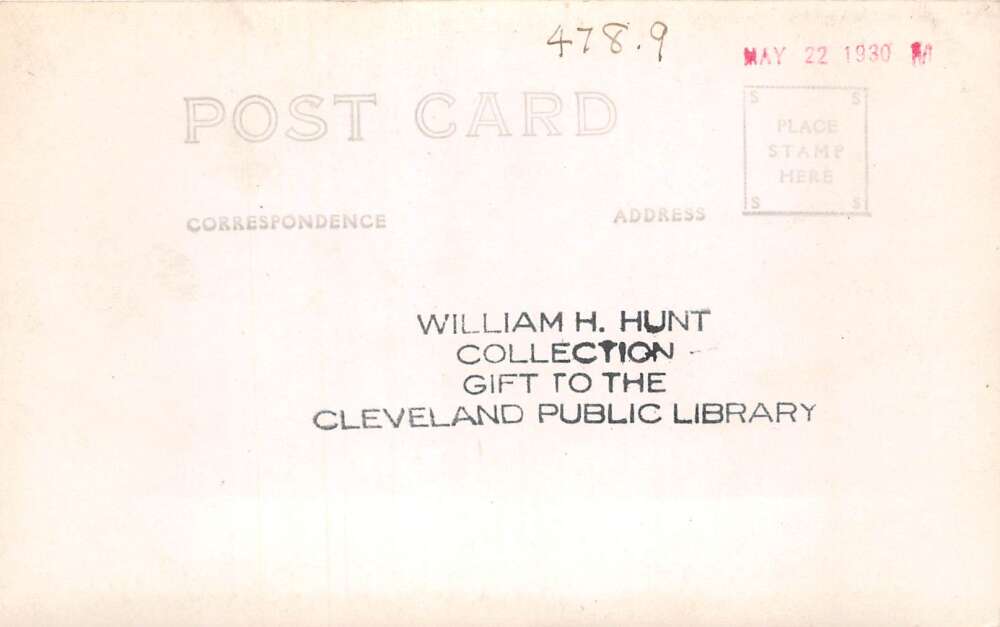 478.9
MAY 22 1930 M
POST CARD
S S
PLACE
STAMP
HERE
S S
CORRESPONDENCE
ADDRESS
WILLIAM H. HUNT
COLLECTION
GIFT TO THE
CLEVELAND PUBLIC LIBRARY